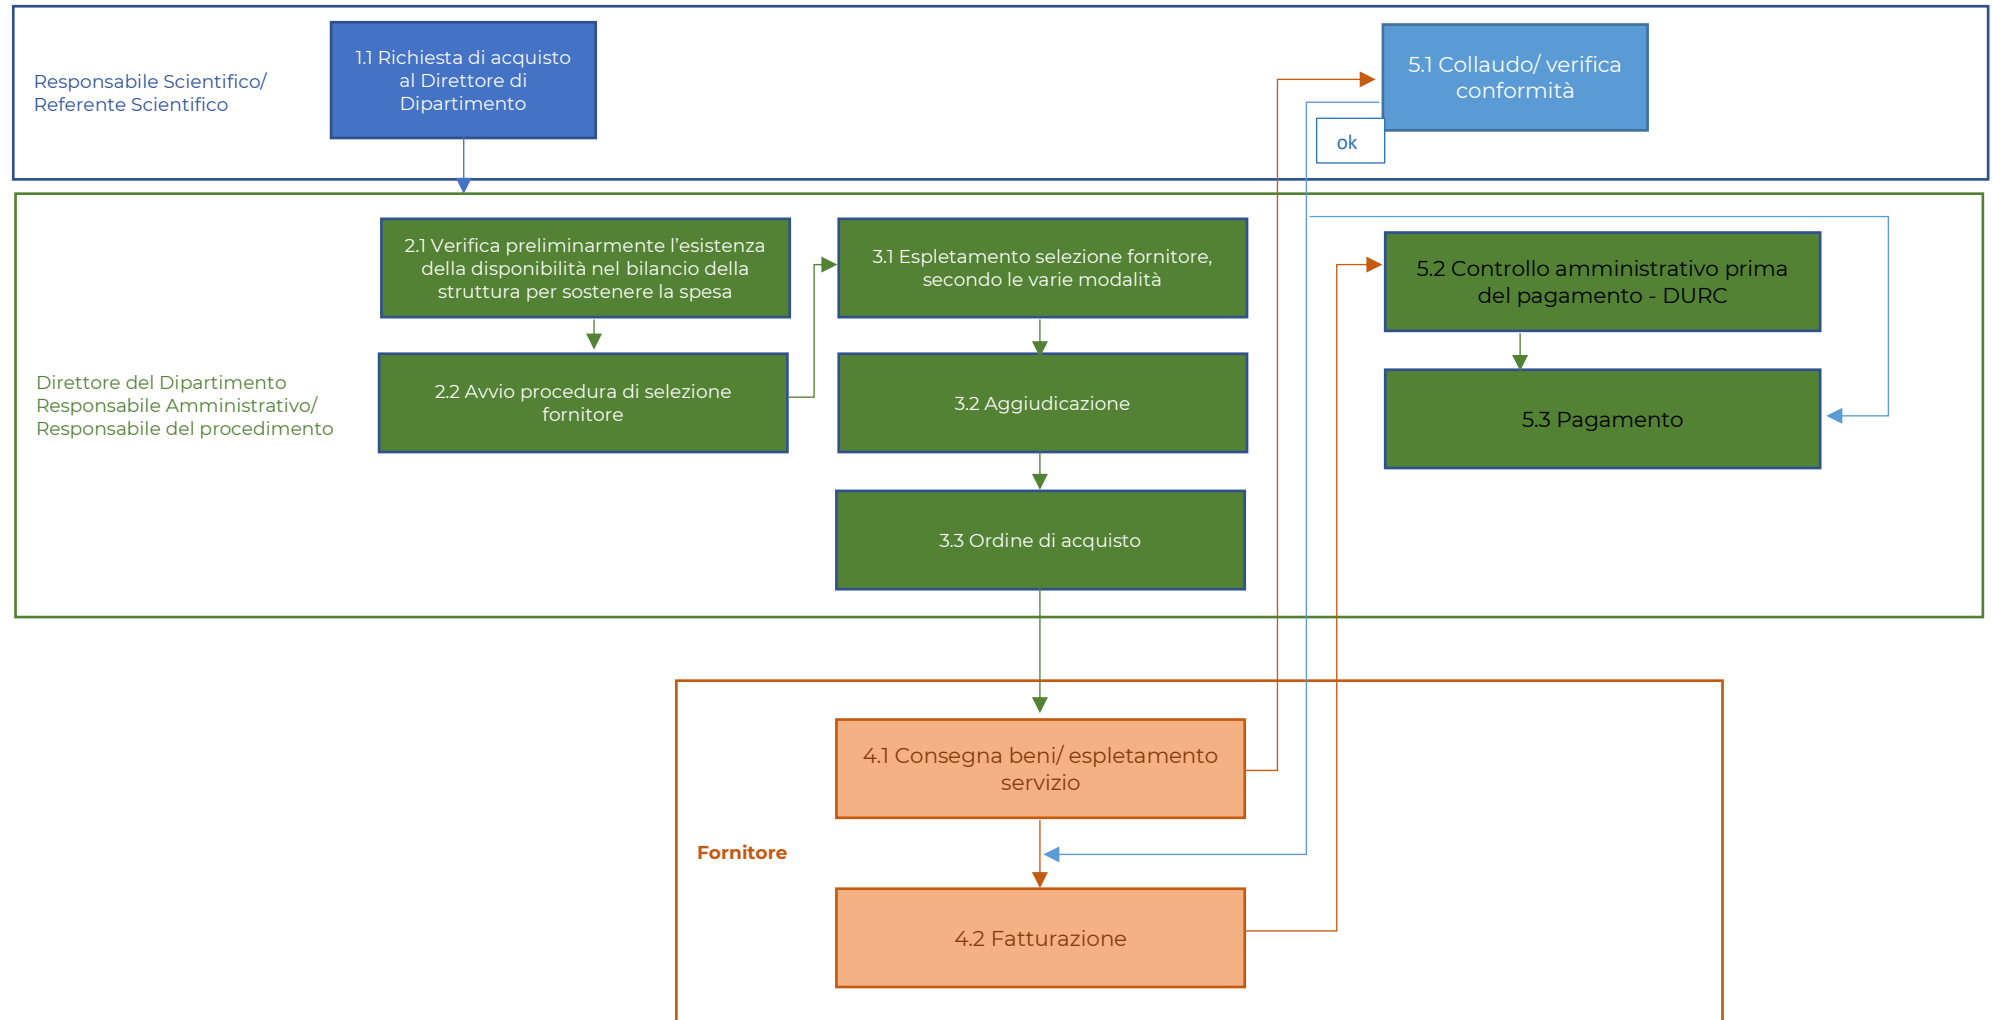 Responsabile Scientifico/
Referente Scientifico
1.1 Richiesta di acquisto
al Direttore di
Dipartimento
5.1 Collaudo/ verifica
conformità
ok
Direttore del Dipartimento
Responsabile Amministrativo/
Responsabile del procedimento
2.1 Verifica preliminarmente l’esistenza
della disponibilità nel bilancio della
struttura per sostenere la spesa
2.2 Avvio procedura di selezione
fornitore
3.1 Espletamento selezione fornitore,
secondo le varie modalità
3.2 Aggiudicazione
3.3 Ordine di acquisto
5.2 Controllo amministrativo prima
del pagamento - DURC
5.3 Pagamento
Fornitore
4.1 Consegna beni/ espletamento
servizio
4.2 Fatturazione